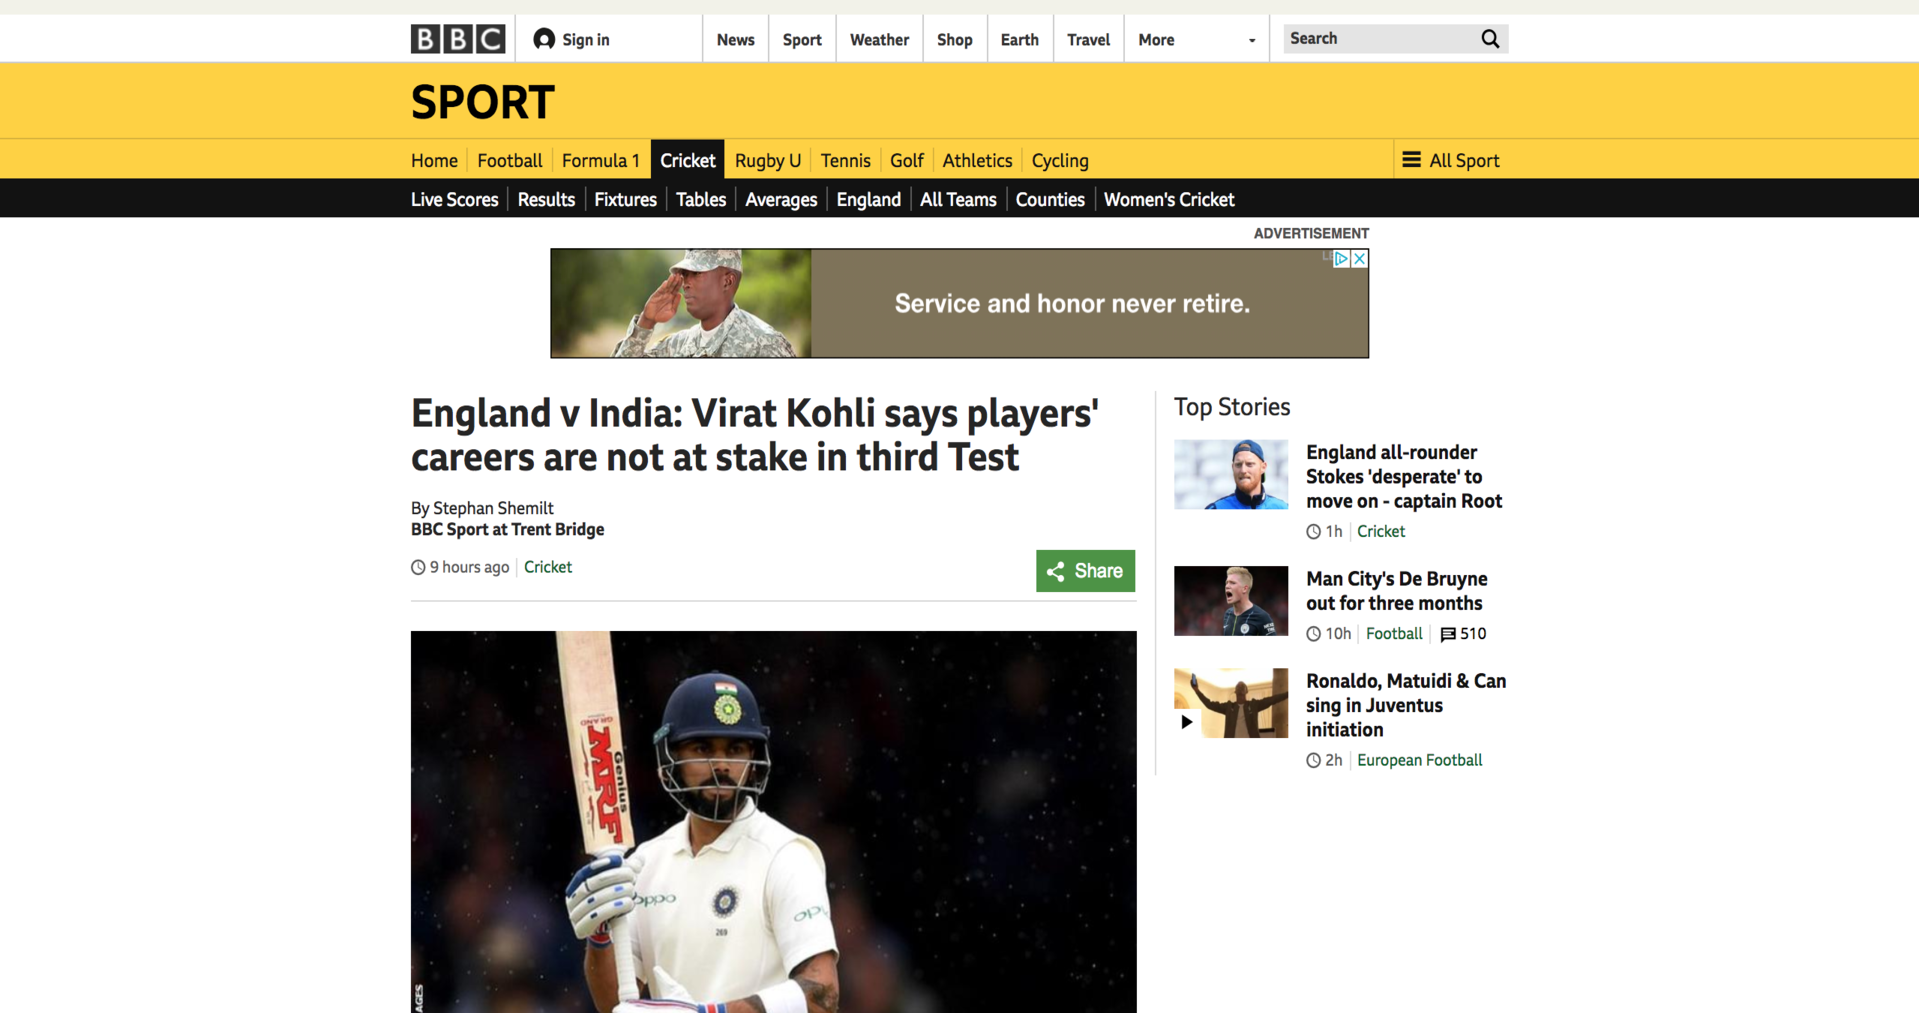 BBC
Sign in
News
Sport
Weather
Shop
Earth
Travel
More
Search
SPORT
Home
Football
Formula 1
Cricket
Rugby U
Tennis
Golf
Athletics
Cycling
All Sport
Live Scores
Results
Fixtures
Tables
Averages
England
All Teams
Counties
Women's Cricket
ADVERTISEMENT
Service and honor never retire.
England v India: Virat Kohli says players'
careers are not at stake in third Test
By Stephan Shemilt
BBC Sport at Trent Bridge
9 hours ago
Cricket
Share
GRAND
Genius
MRF
oppo
269
Top Stories
England all-rounder
Stokes 'desperate' to
move on - captain Root
1h
Cricket
Man City's De Bruyne
out for three months
10h
Football
510
Ronaldo, Matuidi & Can
sing in Juventus
initiation
2h
European Football